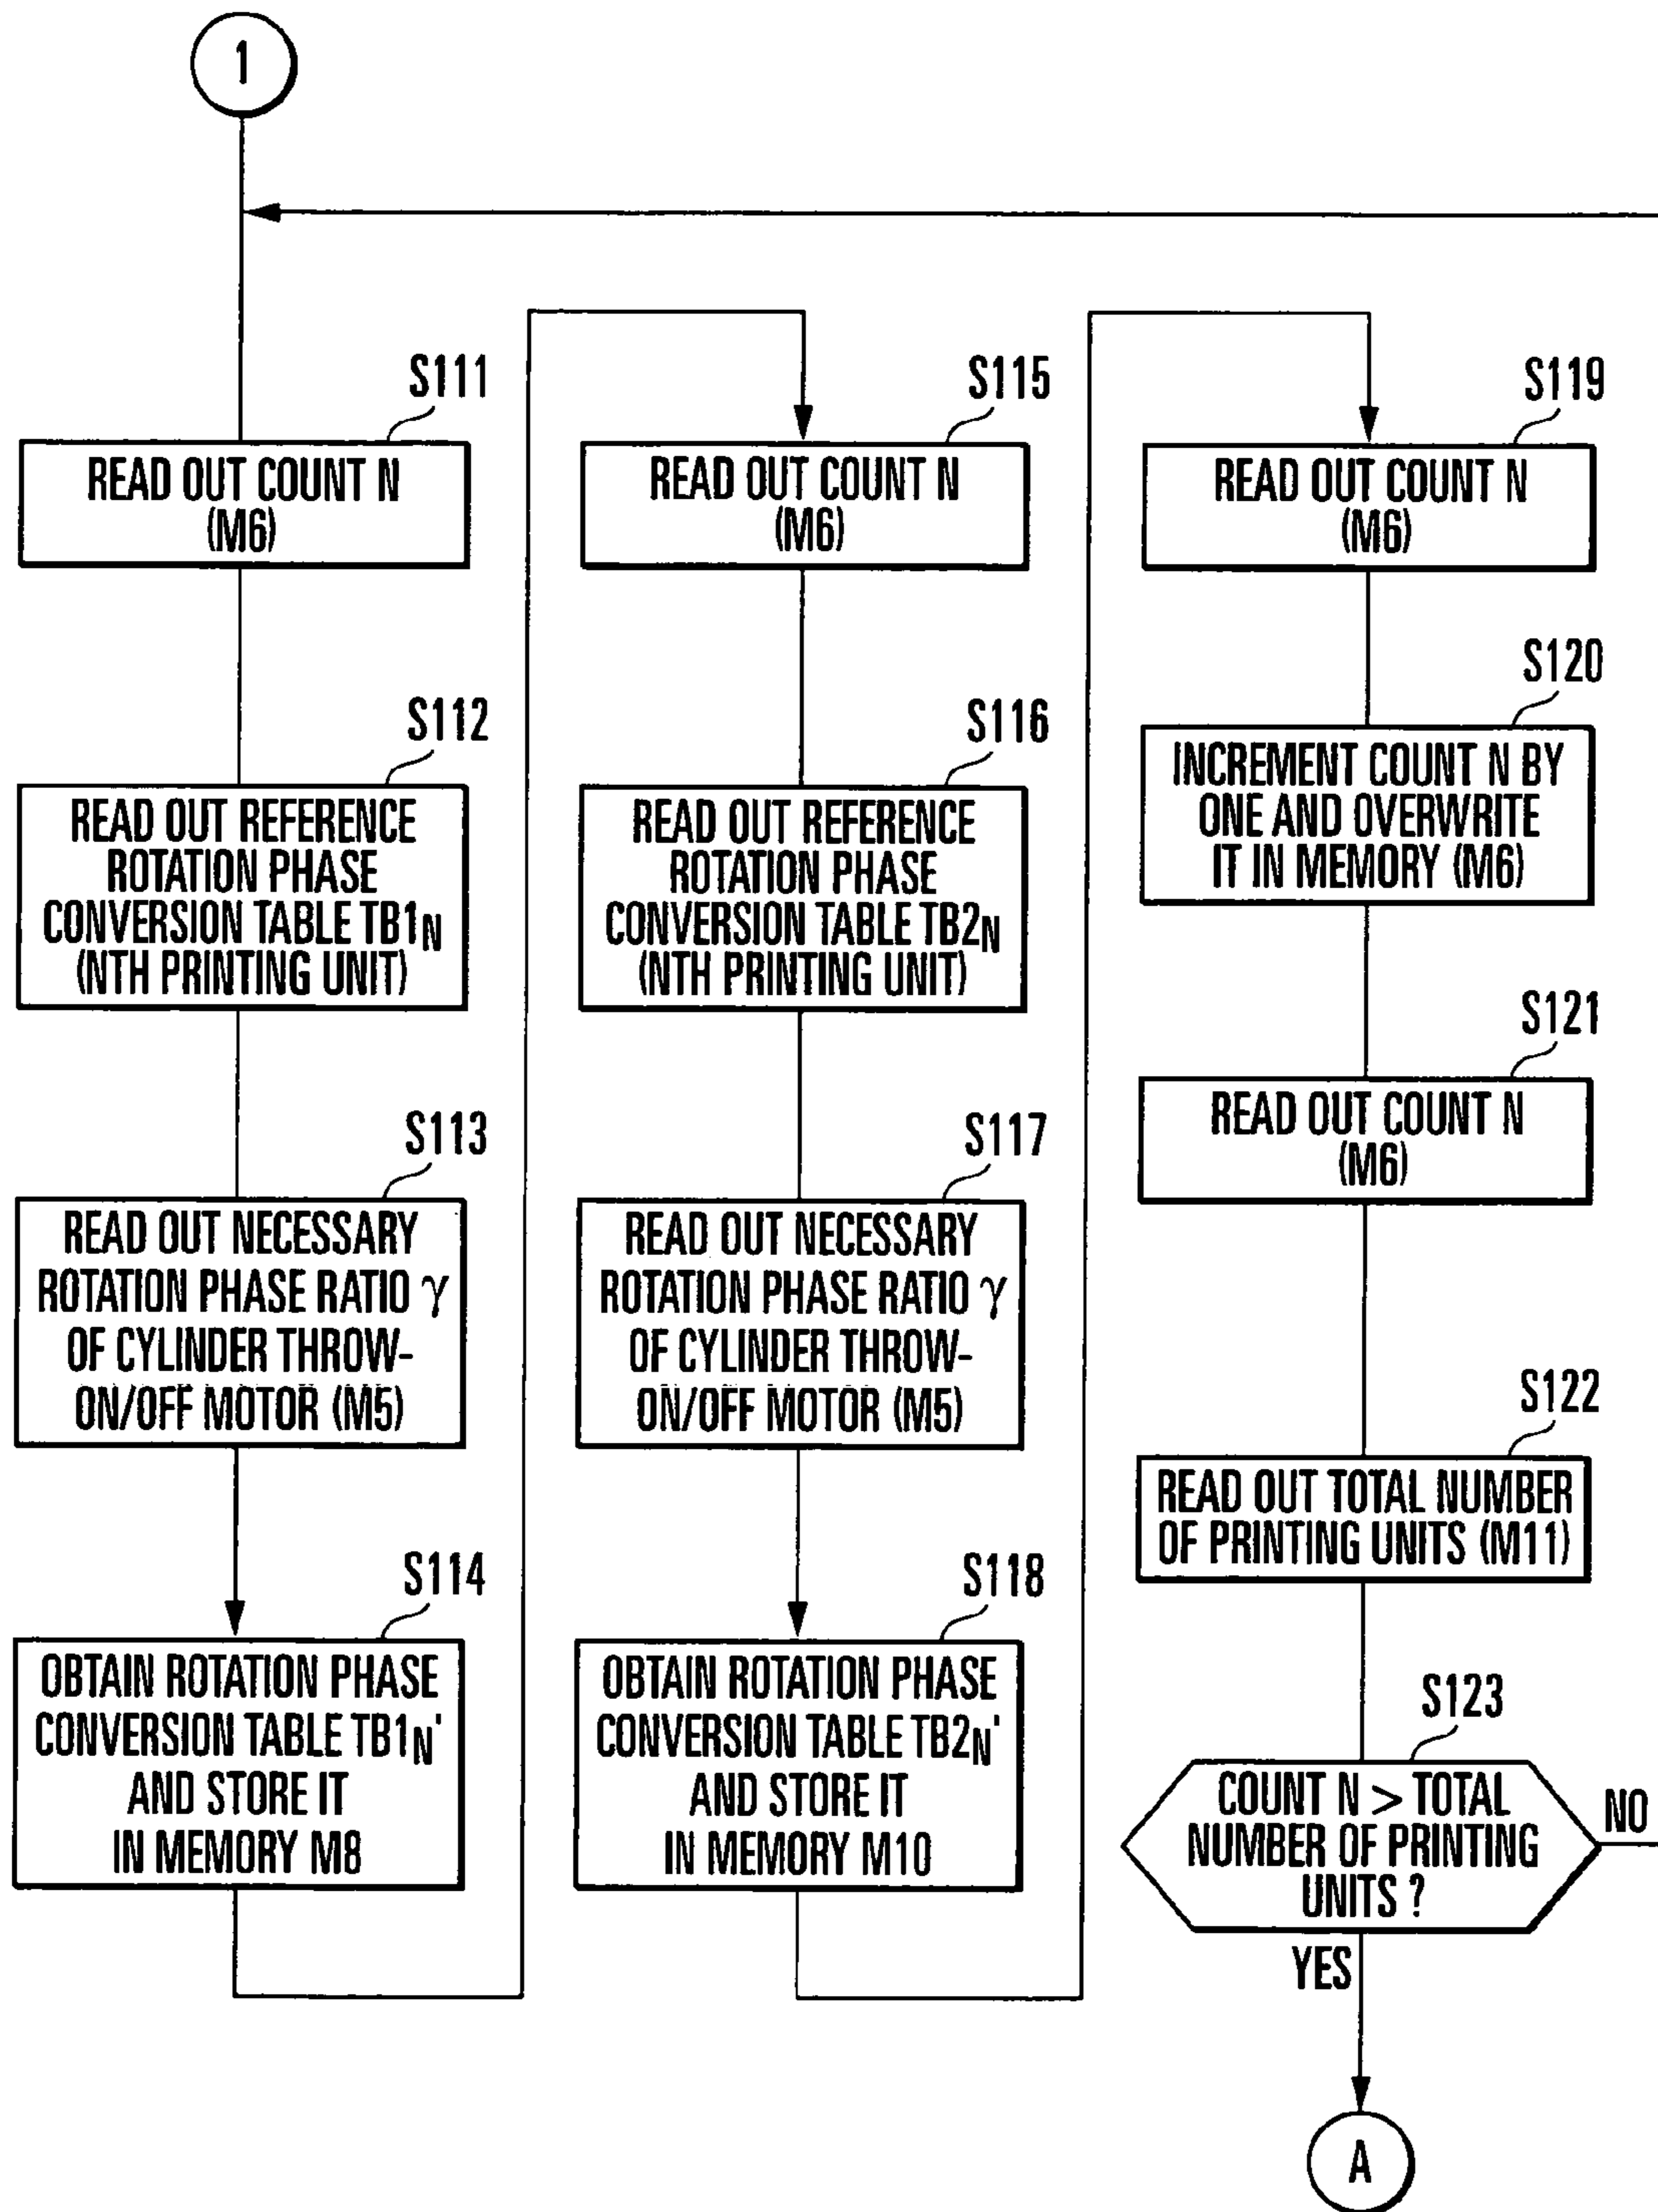 1
S111
READ OUT COUNT N
(M6)
S112
READ OUT REFERENCE
ROTATION PHASE
CONVERSION TABLE TB1N
(NTH PRINTING UNIT)
S113
READ OUT NECESSARY
ROTATION PHASE RATIO γ
OF CYLINDER THROW-
ON/OFF MOTOR (M5)
S114
OBTAIN ROTATION PHASE
CONVERSION TABLE TB1N'
AND STORE IT
IN MEMORY M8
S115
READ OUT COUNT N
(M6)
S116
READ OUT REFERENCE
ROTATION PHASE
CONVERSION TABLE TB2N
(NTH PRINTING UNIT)
S117
READ OUT NECESSARY
ROTATION PHASE RATIO γ
OF CYLINDER THROW-
ON/OFF MOTOR (M5)
S118
OBTAIN ROTATION PHASE
CONVERSION TABLE TB2N'
AND STORE IT
IN MEMORY M10
S119
READ OUT COUNT N
(M6)
S120
INCREMENT COUNT N BY
ONE AND OVERWRITE
IT IN MEMORY (M6)
S121
READ OUT COUNT N
(M6)
S122
READ OUT TOTAL NUMBER
OF PRINTING UNITS (M11)
S123
COUNT N > TOTAL
NUMBER OF PRINTING
UNITS ?
NO
YES
A